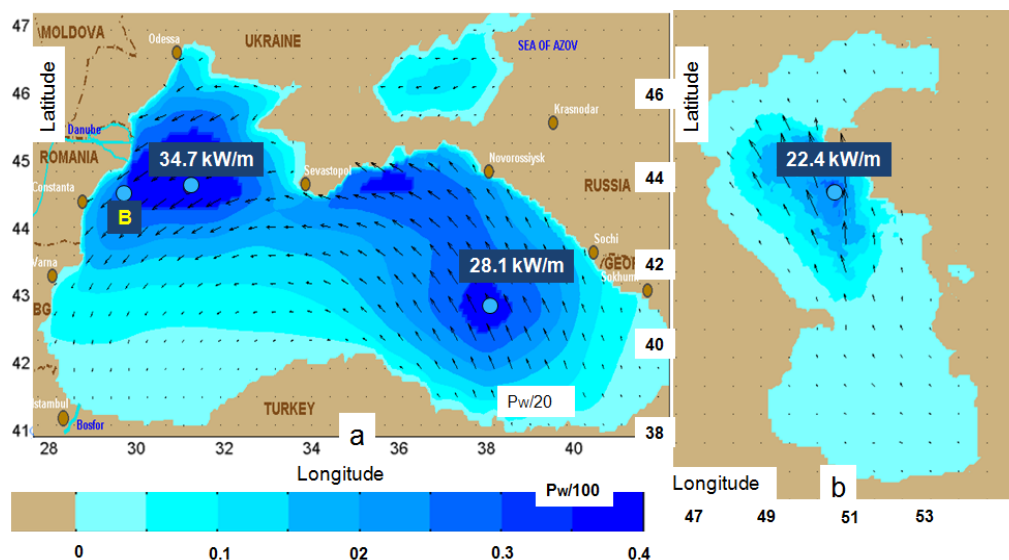 47
MOLDOVA
Odessa
UKRAINE
SEA OF AZOV
Latitude
46
Krasnodar
Danube
45
ROMANIA
34.7 kW/m
Novorossiysk
Constanta
Sevastopol
RUSSIA
B
44
Sochi
28.1 kW/m
Varna
43
BG
42
Istambul
TURKEY
Pw/20
41
Bosfor
a
28
30
32
34
36
38
40
Longitude
Latitude
46
44
42
40
38
22.4 kW/m
Longitude
b
47
49
51
53
Pw/100
0
0.1
02
0.3
0.4